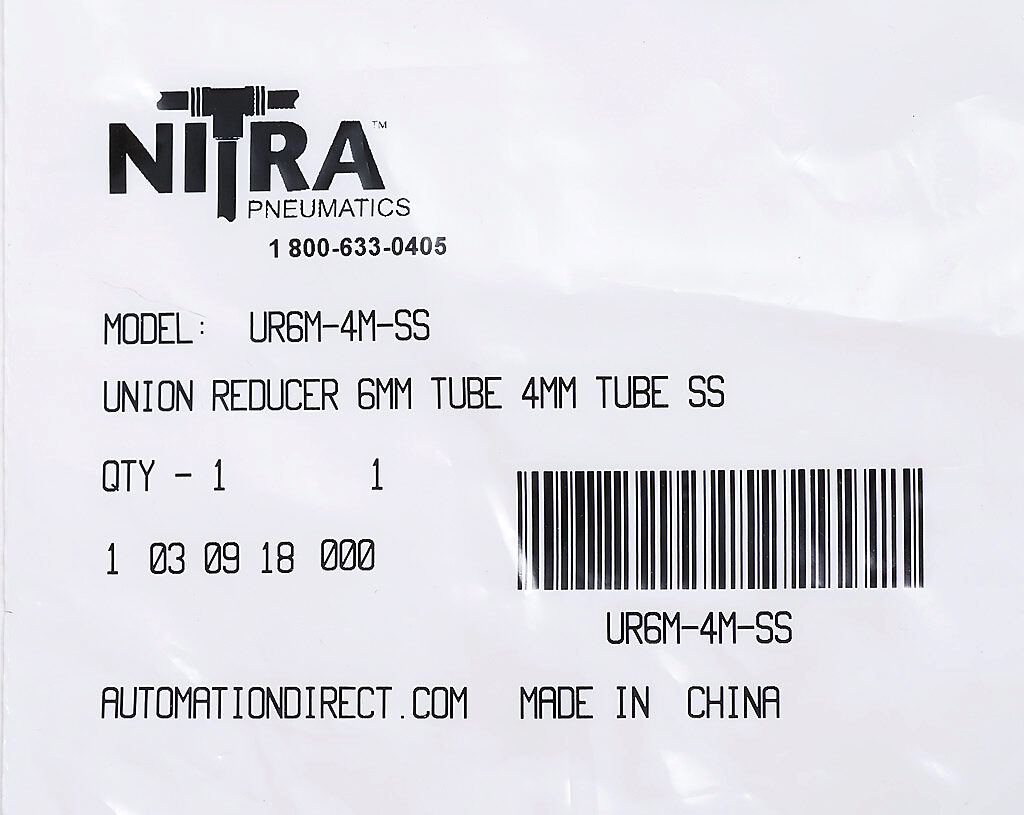 NITRA™
PNEUMATICS
1 800-633-0405
MODEL: UR6M-4M-SS
UNION REDUCER 6MM TUBE 4MM TUBE SS
QTY - 1 1
1 03 09 18 000
UR6M-4M-SS
AUTOMATIONDIRECT.COM MADE IN CHINA